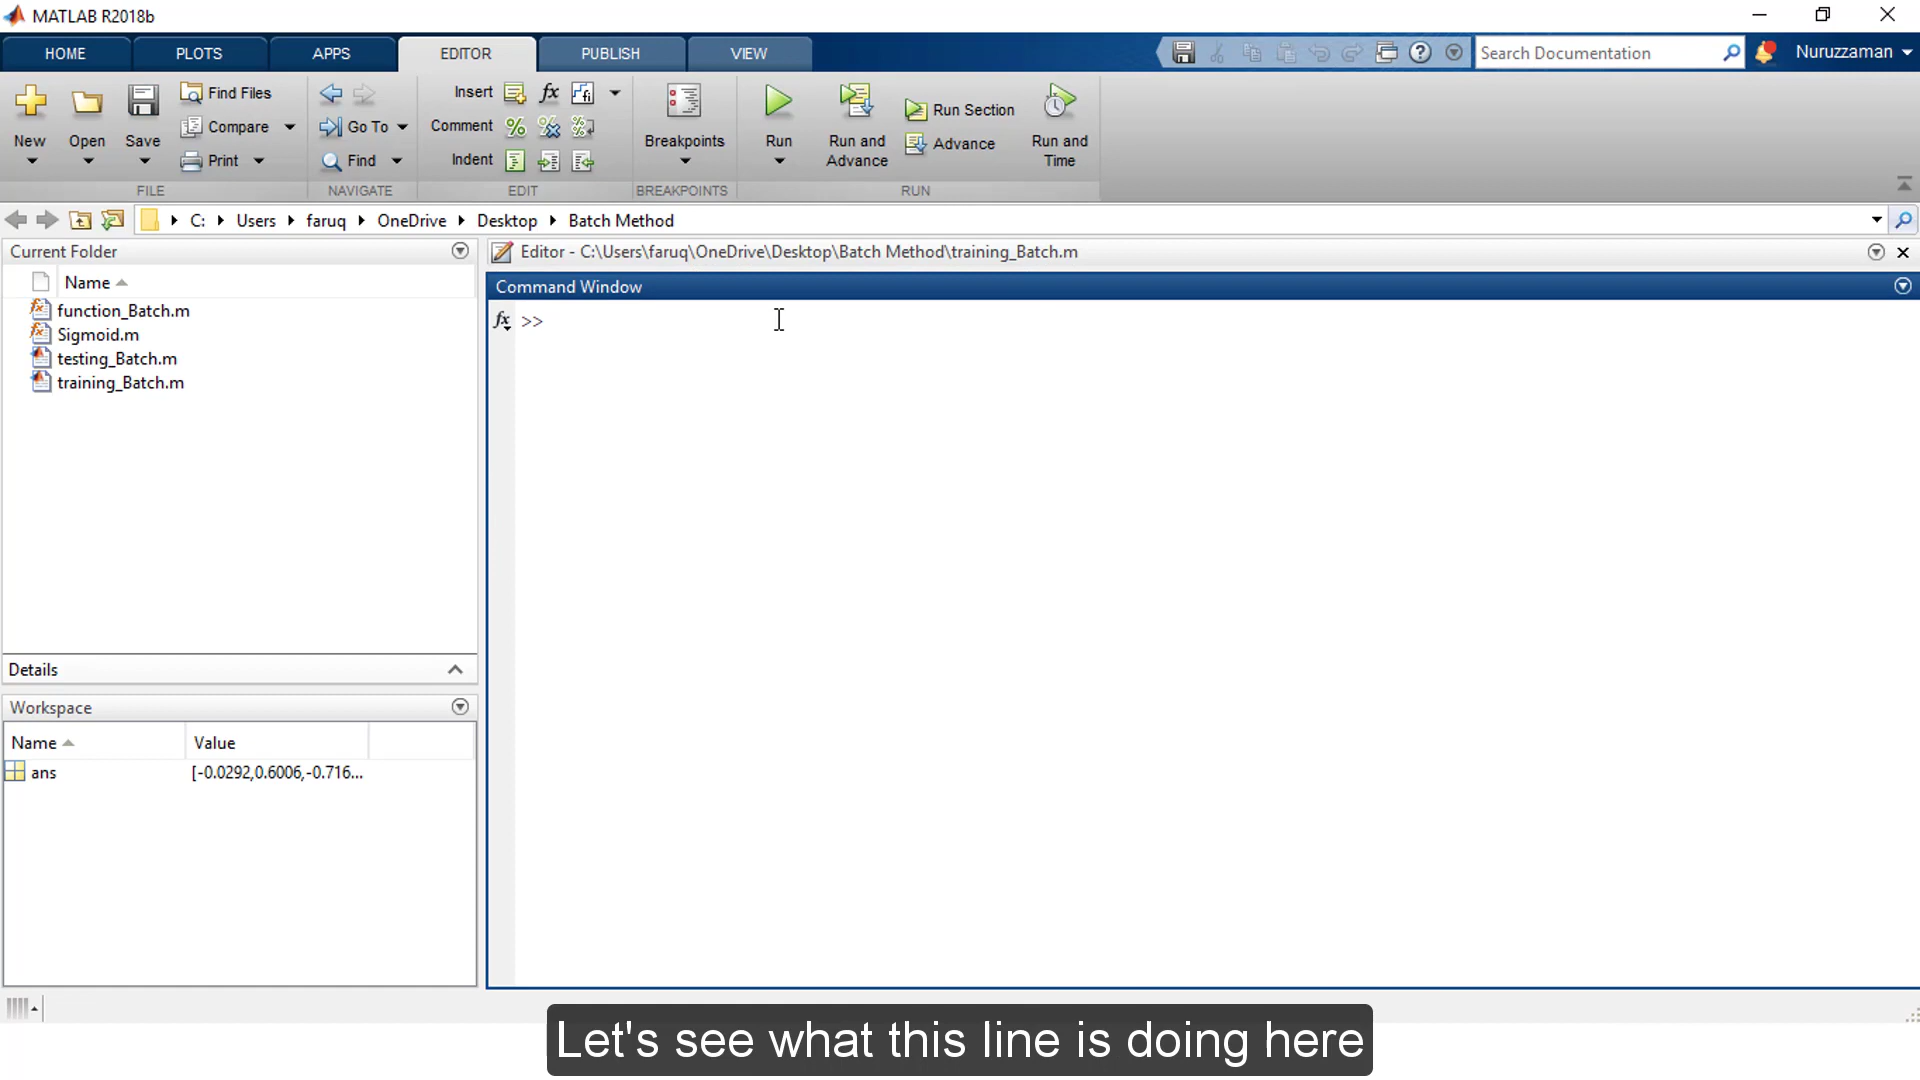 MATLAB R2018b
HOME PLOTS APPS EDITOR PUBLISH VIEW Search Documentation Nuruzzaman
New Open Save Find Files Compare Print
Go To Find
Insert fx fi
Comment
Indent
Breakpoints Run Run and Advance Run Section Advance Run and Time
FILE NAVIGATE EDIT BREAKPOINTS RUN
C: Users faruq OneDrive Desktop Batch Method
Current Folder
Name
function_Batch.m
Sigmoid.m
testing_Batch.m
training_Batch.m
Details
Workspace
Name Value
ans [-0.0292,0.6006,-0.716...
Editor - C:\Users\faruq\OneDrive\Desktop\Batch Method\training_Batch.m
Command Window
fx >>
Let's see what this line is doing here